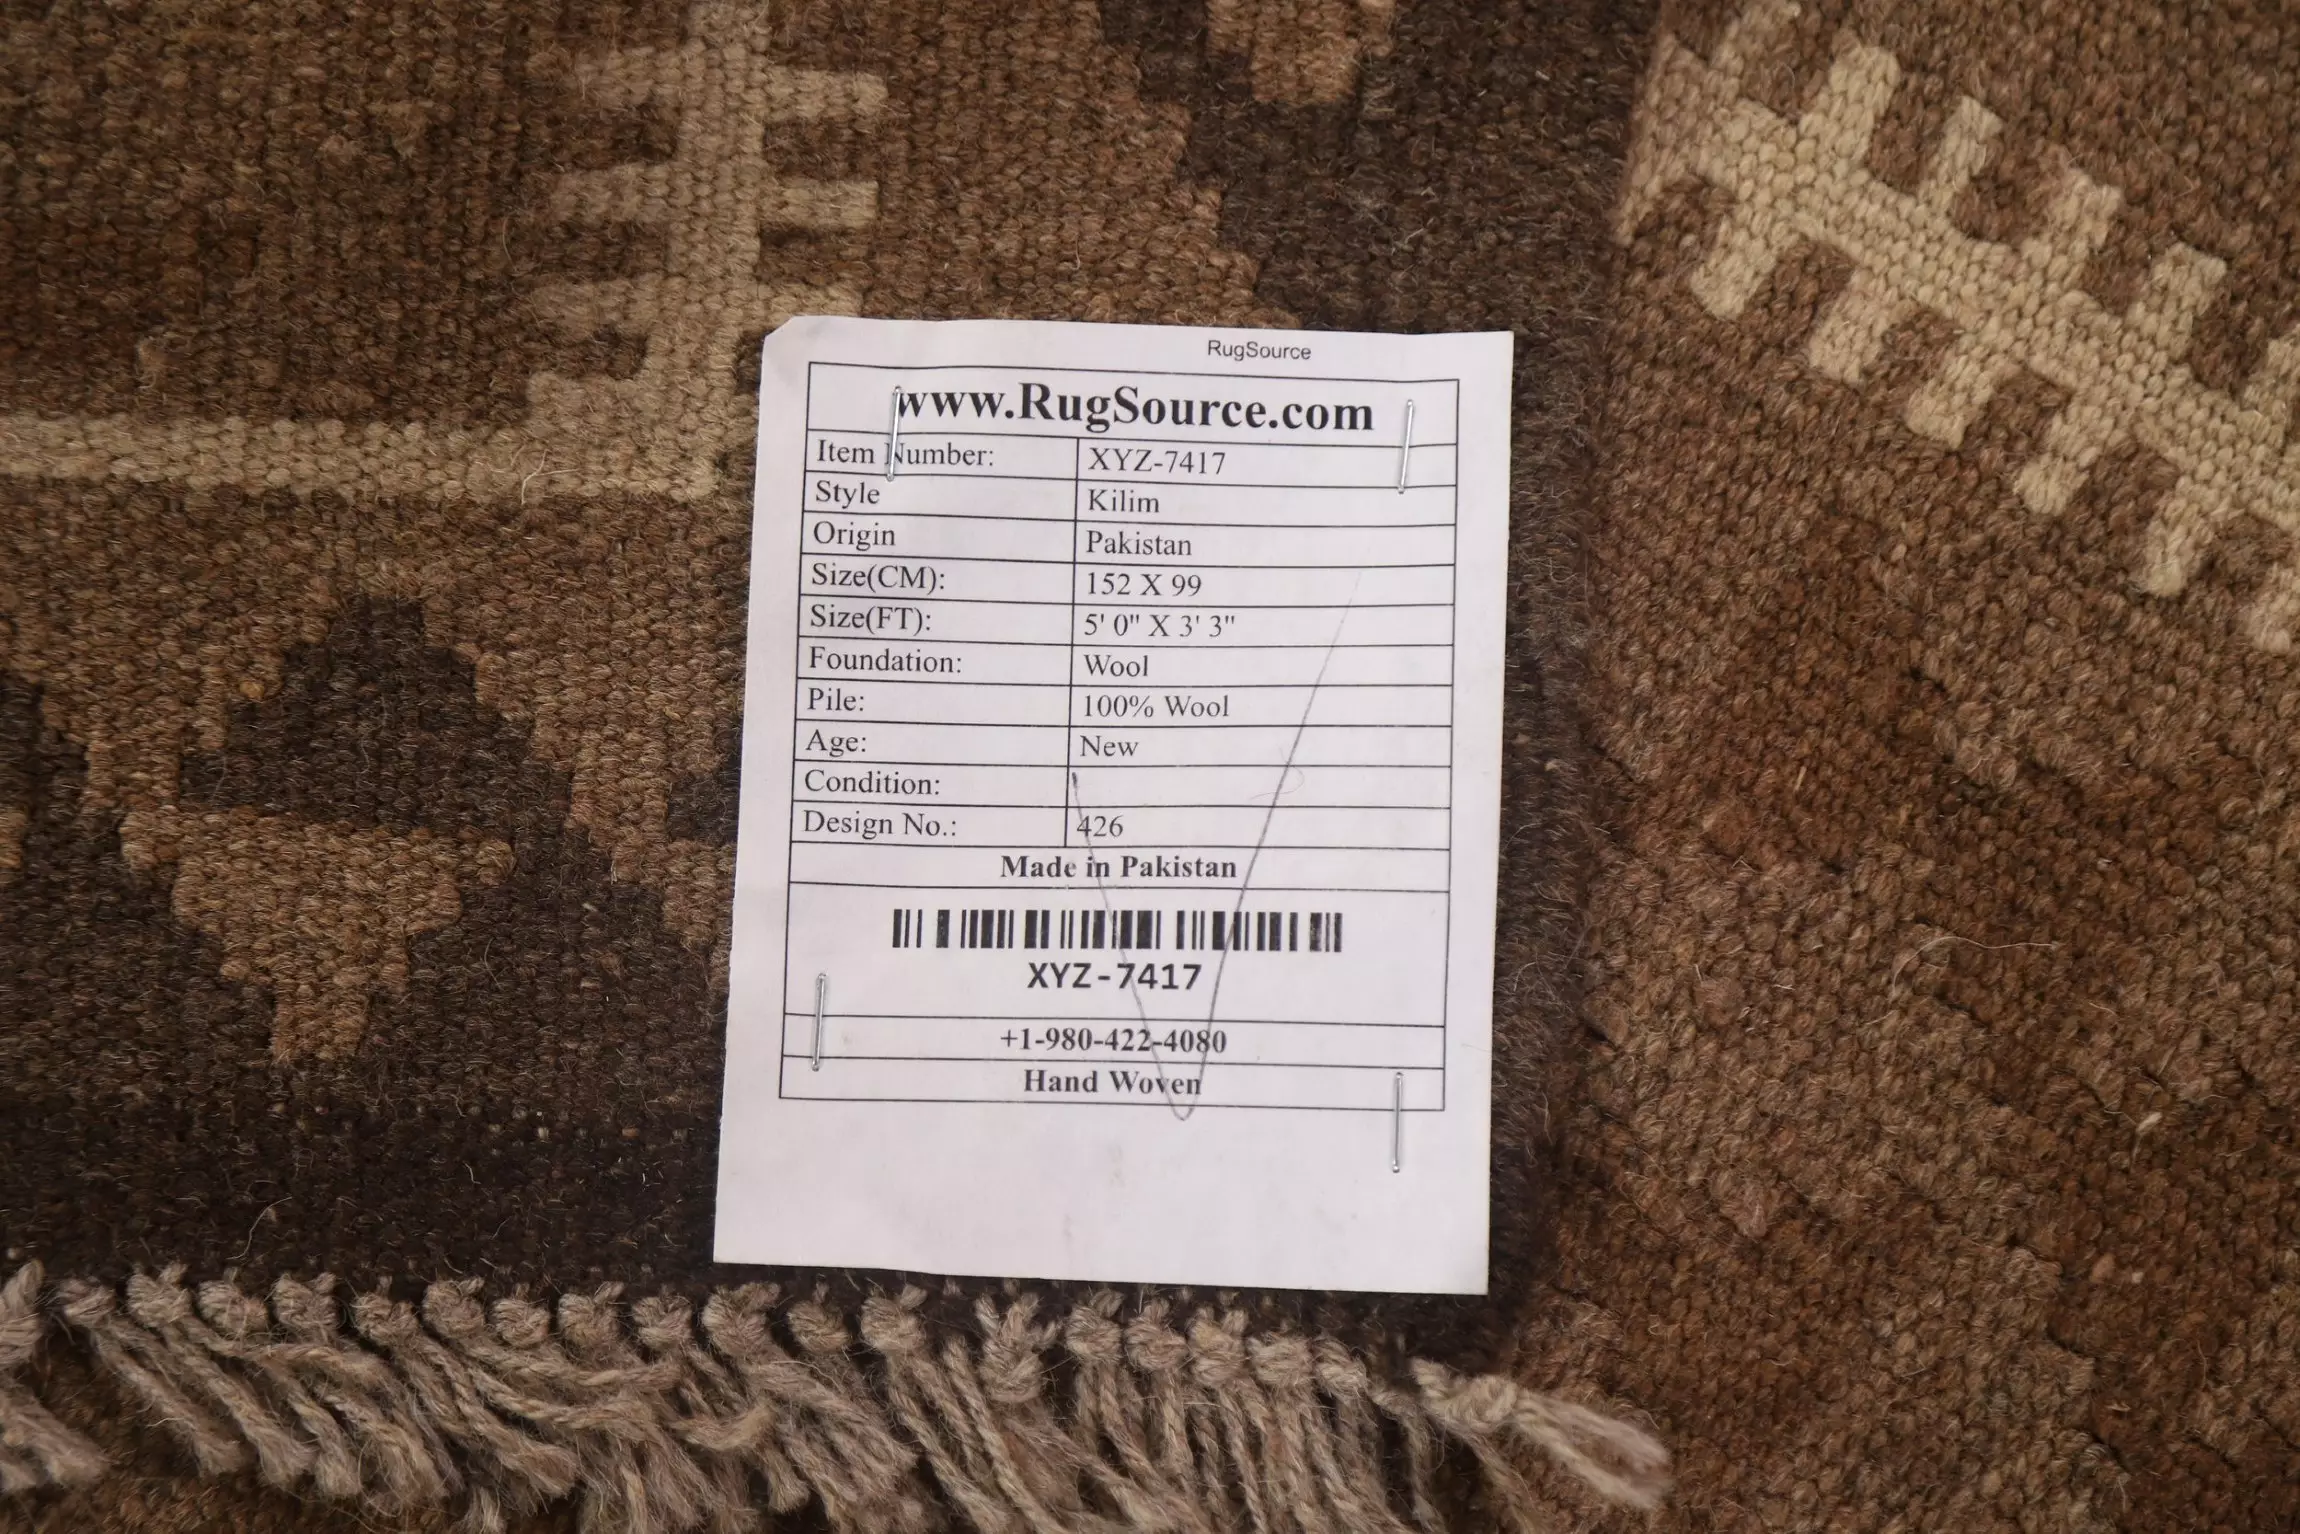 RugSource
www.RugSource.com
Item Number: XYZ-7417
Style Kilim
Origin Pakistan
Size(CM): 152 X 99
Size(FT): 5' 0" X 3' 3"
Foundation: Wool
Pile: 100% Wool
Age: New
Condition:
Design No.: 426
Made in Pakistan
XYZ-7417
+1-980-422-4080
Hand Woven